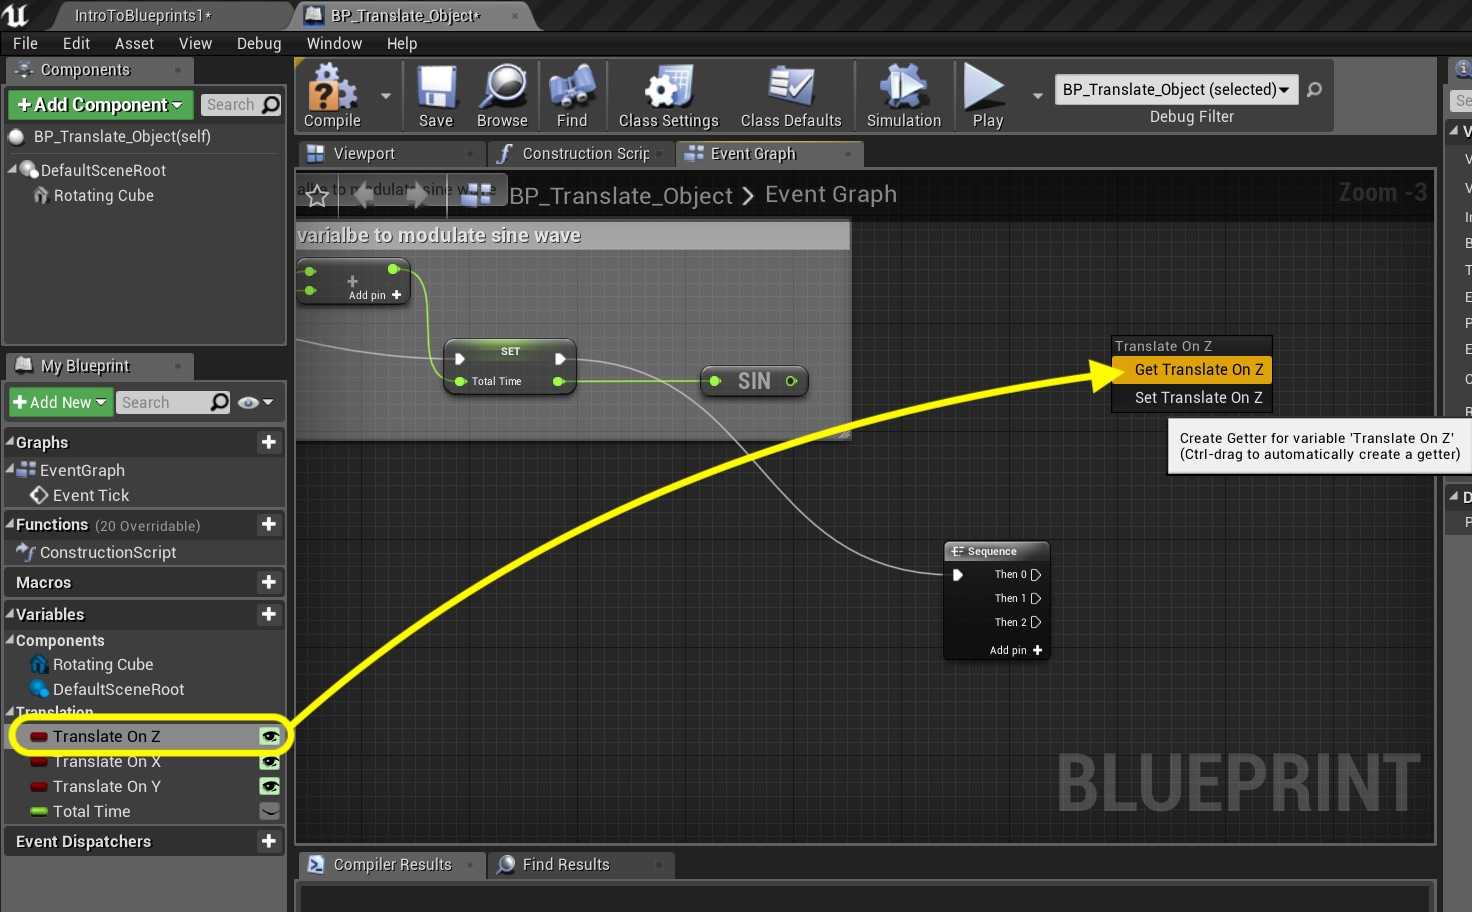 IntroToBlueprints1*
BP_Translate_Object*
File Edit Asset View Debug Window Help
Components
+Add Component
Search
BP_Translate_Object(self)
DefaultSceneRoot
Rotating Cube
Compile
Save
Browse
Find
Class Settings
Class Defaults
Simulation
Play
BP_Translate_Object (selected)
Debug Filter
Viewport
Construction Scrip
Event Graph
BP_Translate_Object > Event Graph
Zoom -3
varialbe to modulate sine wave
Add pin +
SET
Total Time
SIN
Translate On Z
Get Translate On Z
Set Translate On Z
Create Getter for variable 'Translate On Z'
(Ctrl-drag to automatically create a getter)
Sequence
Then 0
Then 1
Then 2
Add pin +
BLUEPRINT
My Blueprint
+Add New
Search
Graphs
EventGraph
Event Tick
Functions (20 Overridable)
ConstructionScript
Macros
Variables
Components
Rotating Cube
DefaultSceneRoot
Translation
Translate On Z
Translate On X
Translate On Y
Total Time
Event Dispatchers
Compiler Results
Find Results